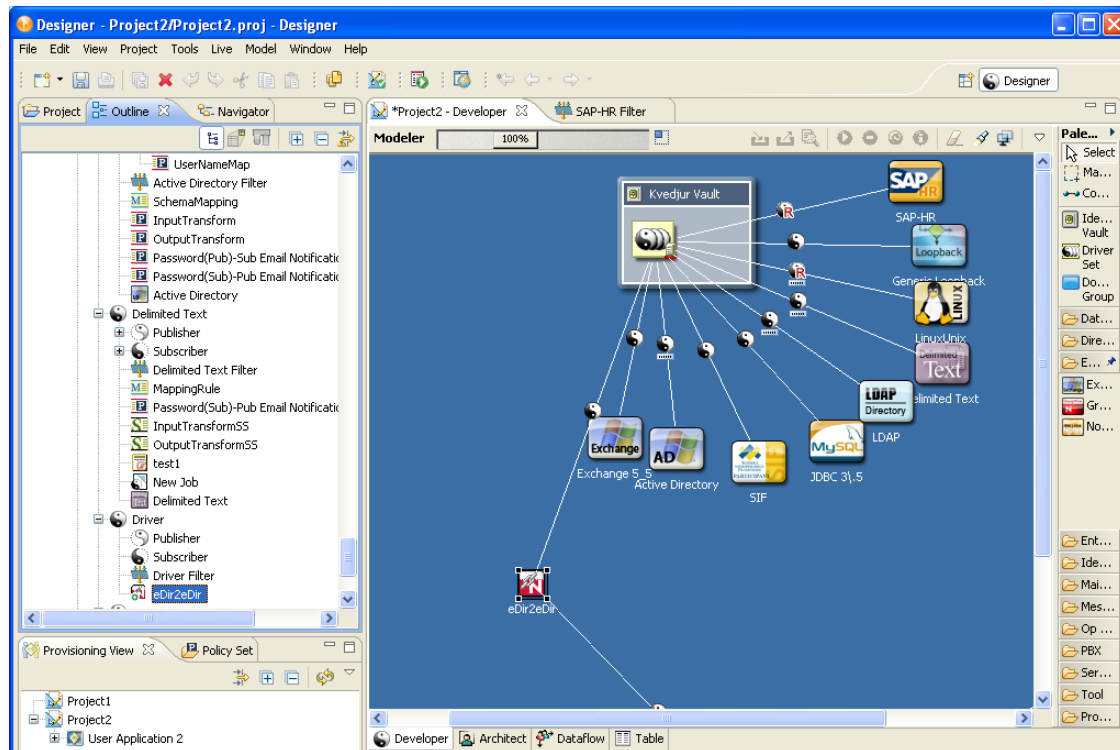 Designer - Project2/Project2.proj - Designer
File Edit View Project Tools Live Model Window Help
Designer
Project Outline Navigator
UserNameMap
Active Directory Filter
SchemaMapping
InputTransform
OutputTransform
Password(Pub)-Sub Email Notificatio
Password(Sub)-Pub Email Notificatio
Active Directory
Delimited Text
Publisher
Subscriber
Delimited Text Filter
MappingRule
Password(Sub)-Pub Email Notificatio
InputTransformSS
OutputTransformSS
test1
New Job
Delimited Text
Driver
Publisher
Subscriber
Driver Filter
eDir2eDir
Provisioning View Policy Set
Project1
Project2
User Application 2
*Project2 - Developer SAP-HR Filter
Modeler 100%
Kvedjur Vault
SAP HR
SAP-HR
Loopback
Generic Loopback
LINUX
LinuxUnix
Delimited Text
Delimited Text
LDAP Directory
LDAP
MySQL
JDBC 3\,5
SIF
AD
Active Directory
Exchange
Exchange 5_5
eDir2eDir
Pale...
Select
Ma...
Co...
Ide... Vault
Driver Set
Do... Group
Dat...
Dire...
E...
Ex...
Gr...
No...
Ent...
Ide...
Mai...
Mes...
Op ...
PBX
Ser...
Tool
Pro...
Developer Architect Dataflow Table